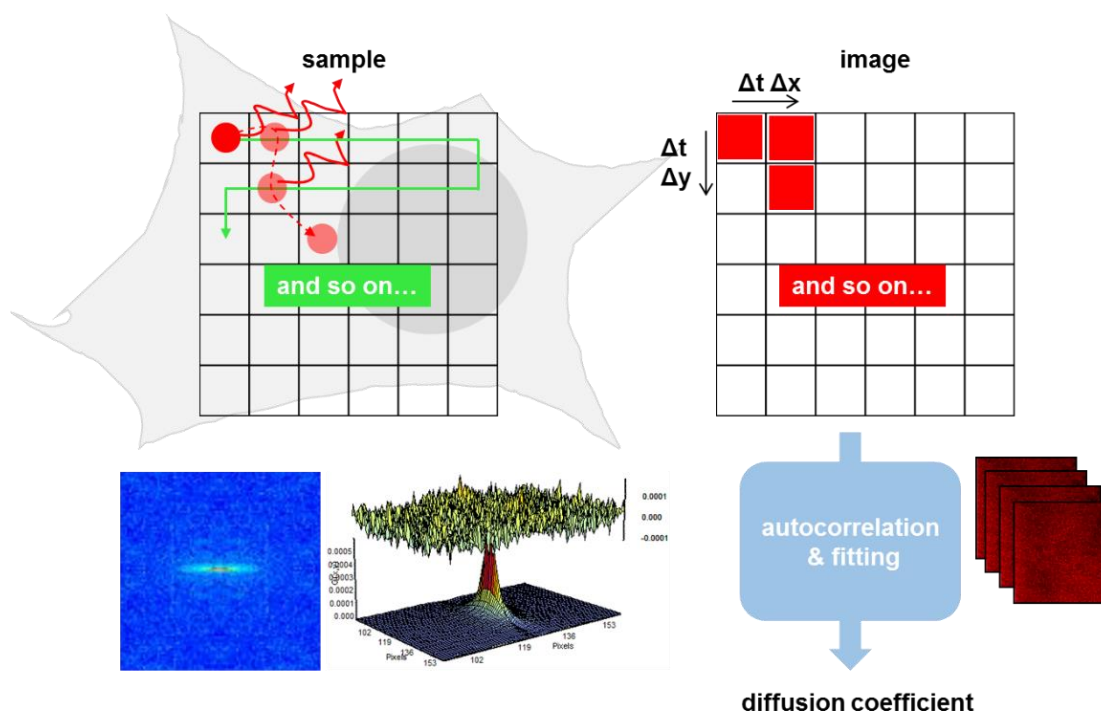 sample
image
Δt Δx
Δt
Δy
and so on…
and so on…
autocorrelation
& fitting
0.0001
0.000
-0.0001
0.0005
0.0004
0.0003
0.0002
0.0001
0.000
102
119
136
153
Pixels
102
119
136
153
Pixels
diffusion coefficient